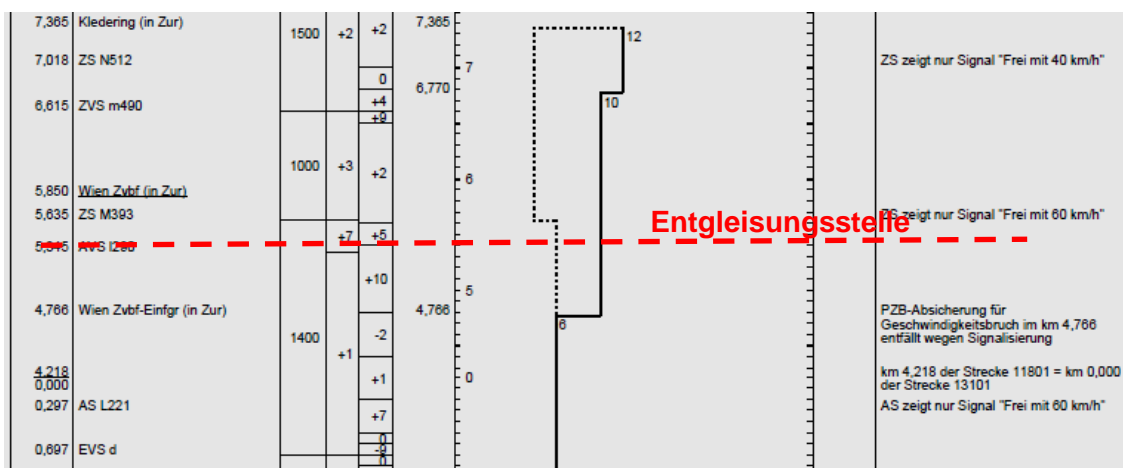 7,365 Kledering (in Zur) 1500 +2 +2 7,365 12
7,018 ZS N512 7 ZS zeigt nur Signal "Frei mit 40 km/h"
0 6,770
6,615 ZVS m490 +4 10
+9
1000 +3 +2
5,850 Wien Zvbf (in Zur) 6
5,635 ZS M393 ZS zeigt nur Signal "Frei mit 60 km/h"
Entgleisungsstelle
+7 +5
AVS
+10
5
4,766 Wien Zvbf-Einfgr (in Zur) 4,766 6 PZB-Absicherung für
Geschwindigkeitsbruch im km 4,766
1400 -2 entfällt wegen Signalisierung
+1
4,218 +1 0 km 4,218 der Strecke 11801 = km 0,000
0,000 der Strecke 13101
0,297 AS L221 +7 AS zeigt nur Signal "Frei mit 60 km/h"
0
0,697 EVS d -9
0